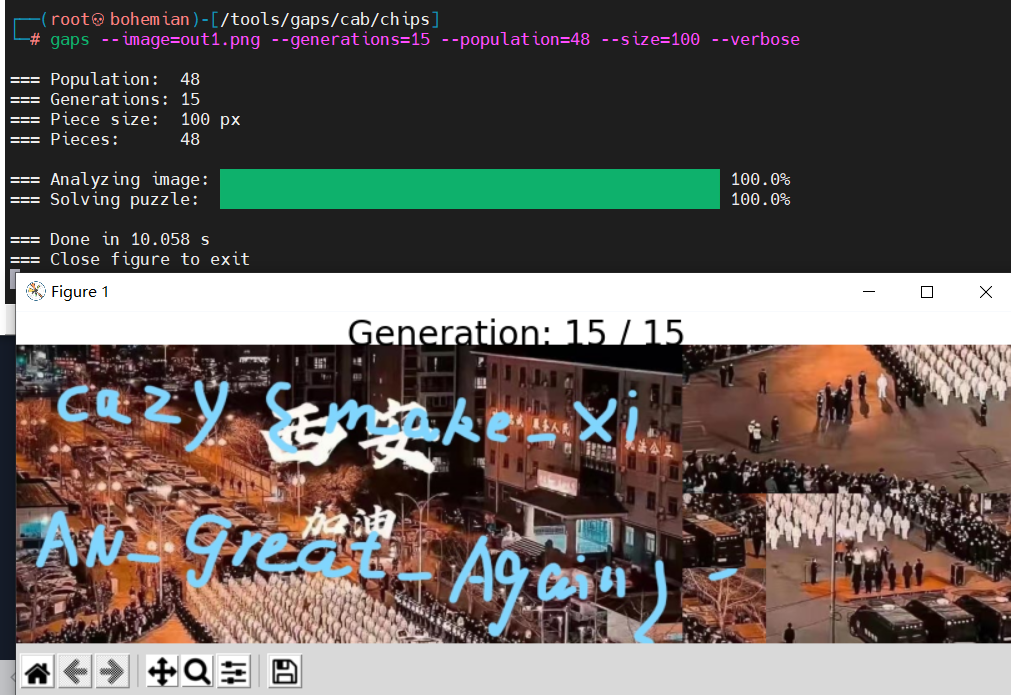 ┌──(root💀bohemian)-[/tools/gaps/cab/chips]
└─# gaps --image=out1.png --generations=15 --population=48 --size=100 --verbose
=== Population: 48
=== Generations: 15
=== Piece size: 100 px
=== Pieces: 48
=== Analyzing image: 100.0%
=== Solving puzzle: 100.0%
=== Done in 10.058 s
=== Close figure to exit
Figure 1
Generation: 15 / 15
cazy{make_xi
西安
加油
AN_Great_Again}